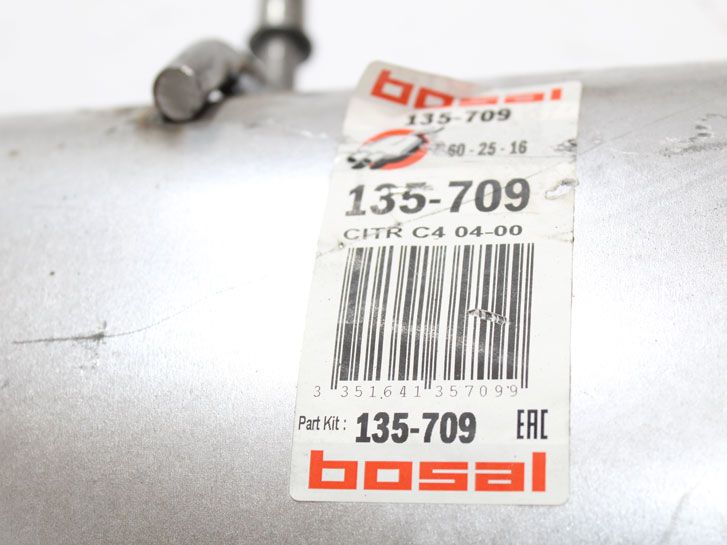 bosal
135-709
60-25-16
135-709
CITR C4 04-00
3 351641 357099
Part Kit : 135-709 EAC
bosal